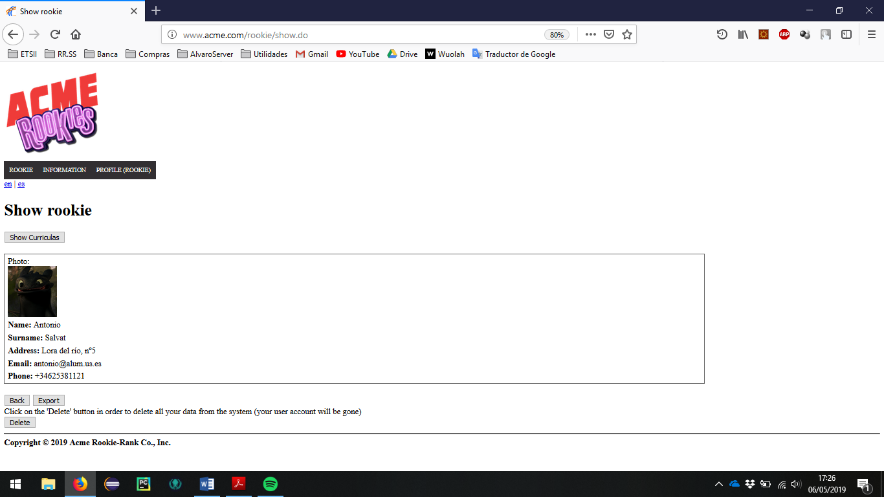 Show rookie
www.acme.com/rookie/show.do
80%
ETSII RR.SS Banca Compras AlvaroServer Utilidades Gmail YouTube Drive Wuolah Traductor de Google
ACME
ROOKIES
ROOKIE INFORMATION PROFILE (ROOKIE)
en | es
Show rookie
Show Curriculas
Photo:
Name: Antonio
Surname: Salvat
Address: Lora del rio, nº5
Email: antonio@alum.us.es
Phone: +34625381121
Back Export
Click on the 'Delete' button in order to delete all your data from the system (your user account will be gone)
Delete
Copyright © 2019 Acme Rookie-Rank Co., Inc.
17:26
06/05/2019